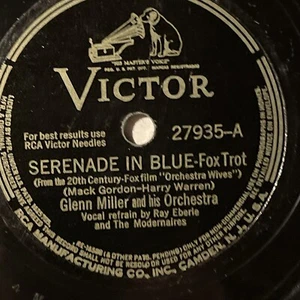 "HIS MASTER'S VOICE"
VICTOR
For best results use
RCA Victor Needles
27935-A
SERENADE IN BLUE-Fox Trot
(From the 20th Century-Fox film "Orchestra Wives")
(Mack Gordon-Harry Warren)
Glenn Miller and his Orchestra
Vocal refrain by Ray Eberle
and The Modernaires
RCA MANUFACTURING CO. INC. CAMDEN, N. J., U. S. A.